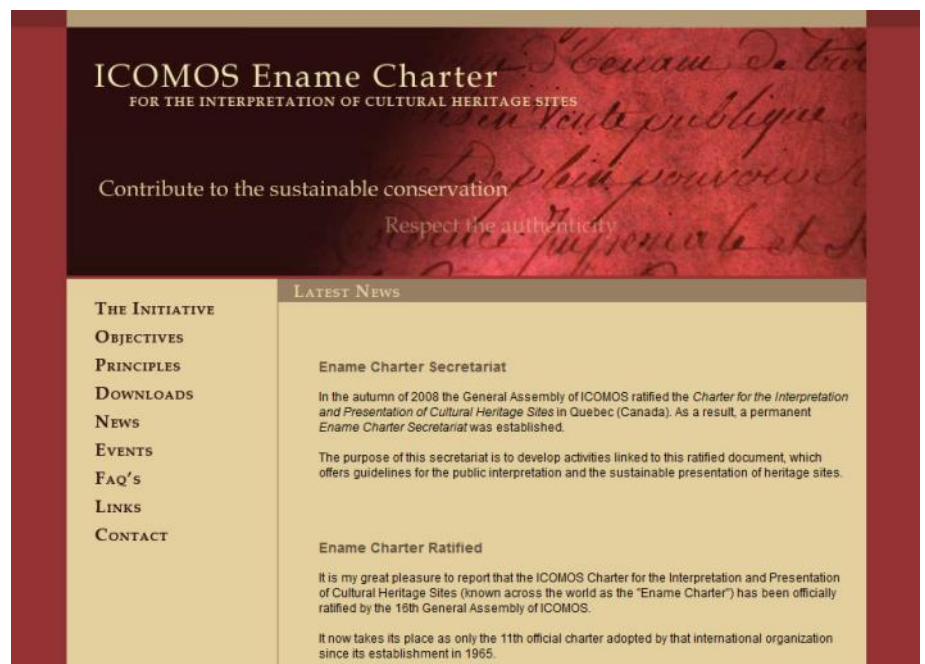 ICOMOS Ename Charter
FOR THE INTERPRETATION OF CULTURAL HERITAGE SITES
Contribute to the sustainable conservation
Respect the authenticity
d'Ename
en Vente publique
plein pouvoir
THE INITIATIVE
OBJECTIVES
PRINCIPLES
DOWNLOADS
NEWS
EVENTS
FAQ'S
LINKS
CONTACT
LATEST NEWS
Ename Charter Secretariat
In the autumn of 2008 the General Assembly of ICOMOS ratified the Charter for the Interpretation
and Presentation of Cultural Heritage Sites in Quebec (Canada). As a result, a permanent
Ename Charter Secretariat was established.
The purpose of this secretariat is to develop activities linked to this ratified document, which
offers guidelines for the public interpretation and the sustainable presentation of heritage sites.
Ename Charter Ratified
It is my great pleasure to report that the ICOMOS Charter for the Interpretation and Presentation
of Cultural Heritage Sites (known across the world as the "Ename Charter") has been officially
ratified by the 16th General Assembly of ICOMOS.
It now takes its place as only the 11th official charter adopted by that international organization
since its establishment in 1965.